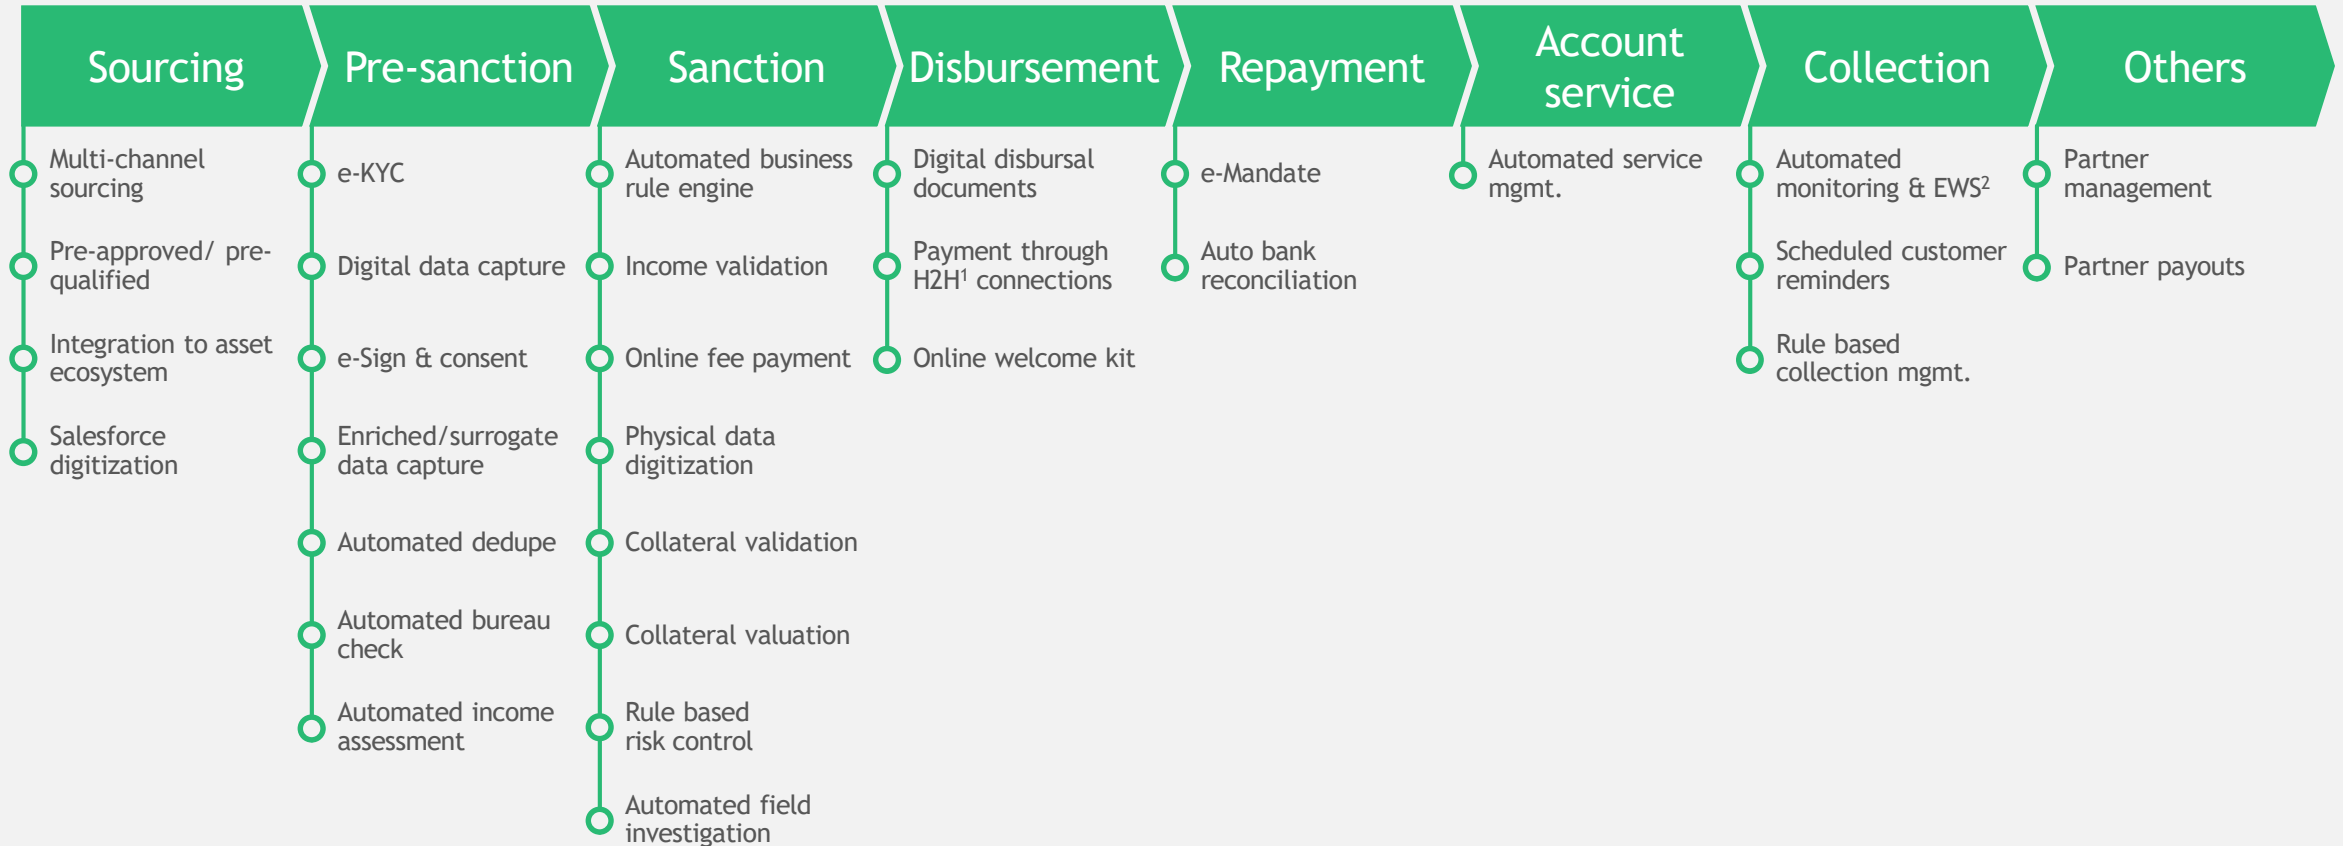 Sourcing
Pre-sanction
Sanction
Disbursement
Repayment
Account
service
Collection
Others
Multi-channel
sourcing
Pre-approved/ pre-
qualified
Integration to asset
ecosystem
Salesforce
digitization
e-KYC
Digital data capture
e-Sign & consent
Enriched/surrogate
data capture
Automated dedupe
Automated bureau
check
Automated income
assessment
Automated business
rule engine
Income validation
Online fee payment
Physical data
digitization
Collateral validation
Collateral valuation
Rule based
risk control
Automated field
investigation
Digital disbursal
documents
Payment through
H2H¹ connections
Online welcome kit
e-Mandate
Auto bank
reconciliation
Automated service
mgmt.
Automated
monitoring & EWS²
Scheduled customer
reminders
Rule based
collection mgmt.
Partner
management
Partner payouts